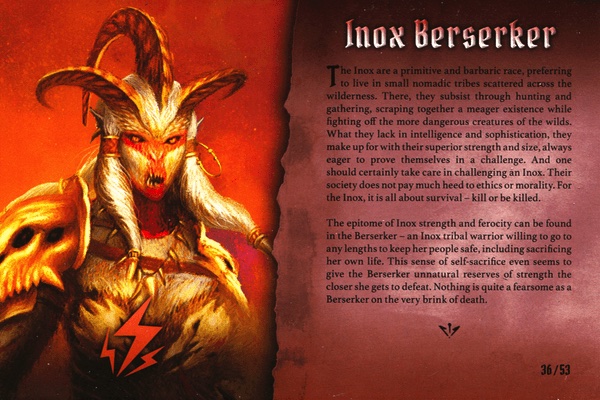 Inox Berserker
The Inox are a primitive and barbaric race, preferring
to live in small nomadic tribes scattered across the
wilderness. There, they subsist through hunting and
gathering, scraping together a meager existence while
fighting off the more dangerous creatures of the wilds.
What they lack in intelligence and sophistication, they
make up for with their superior strength and size, always
eager to prove themselves in a challenge. And one
should certainly take care in challenging an Inox. Their
society does not pay much heed to ethics or morality. For
the Inox, it is all about survival – kill or be killed.
The epitome of Inox strength and ferocity can be found
in the Berserker – an Inox tribal warrior willing to go to
any lengths to keep her people safe, including sacrificing
her own life. This sense of self-sacrifice even seems to
give the Berserker unnatural reserves of strength the
closer she gets to defeat. Nothing is quite a fearsome as a
Berserker on the very brink of death.
36/53